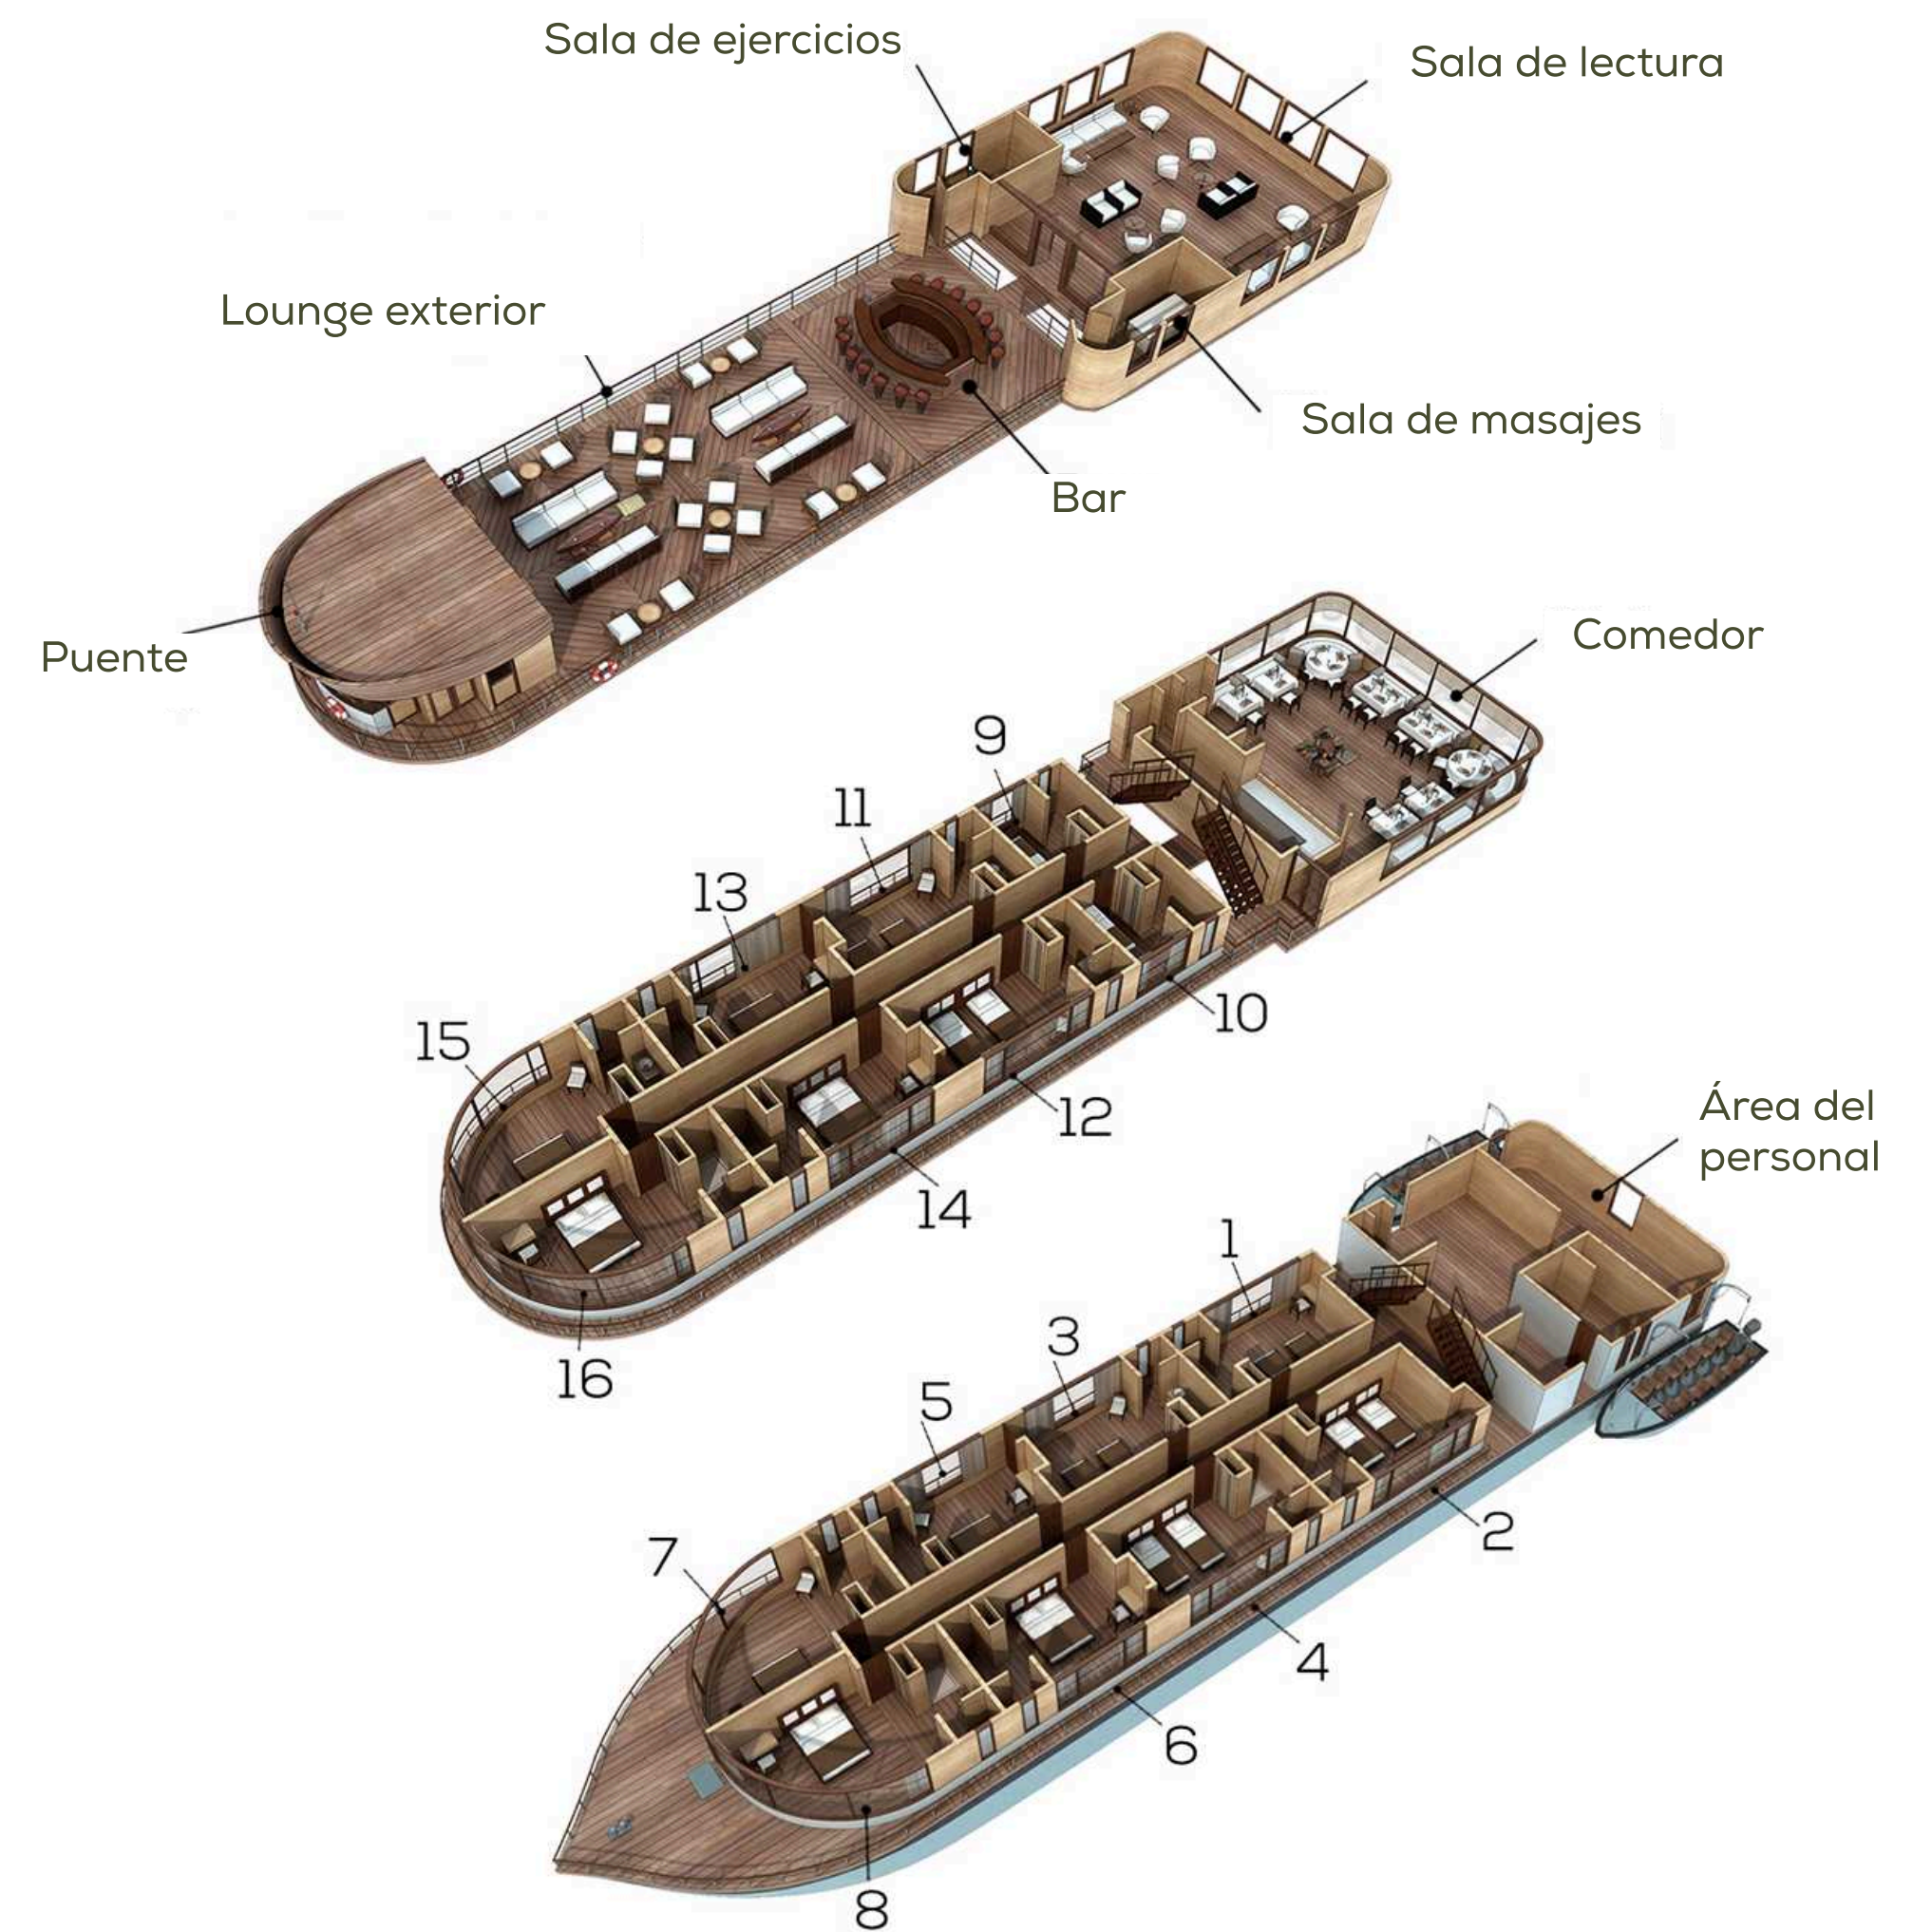 Sala de ejercicios
Sala de lectura
Lounge exterior
Sala de masajes
Bar
Puente
Comedor
9
11
13
10
15
12
Área del
personal
14
1
3
16
5
2
7
4
6
8